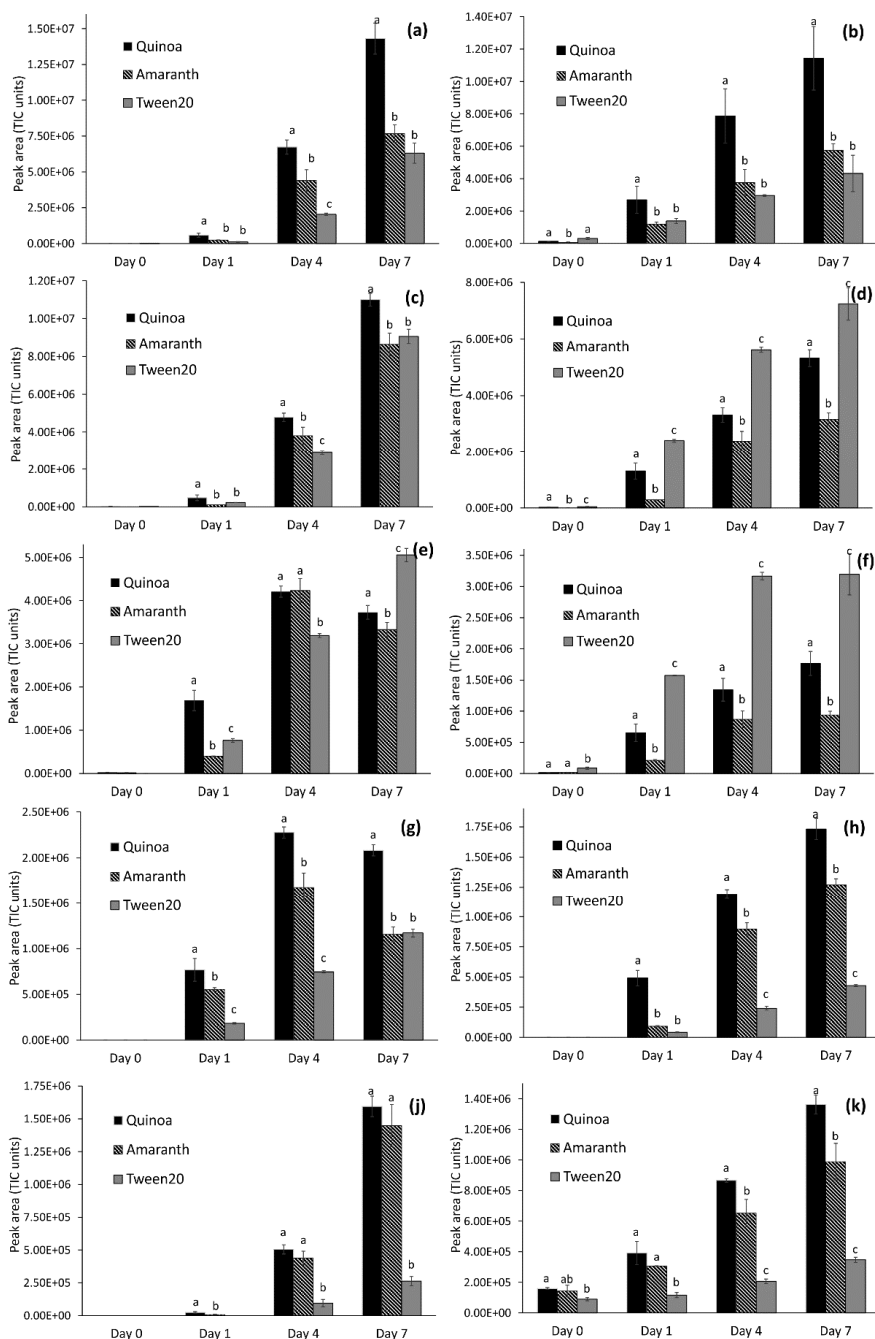 (a)
Peak area (TIC units)
1.50E+07
1.25E+07
1.00E+07
7.50E+06
5.00E+06
2.50E+06
0.00E+00
Quinoa
Amaranth
Tween20
a b b
a b c
a b b
Day 0 Day 1 Day 4 Day 7
(b)
Peak area (TIC units)
1.40E+07
1.20E+07
1.00E+07
8.00E+06
6.00E+06
4.00E+06
2.00E+06
0.00E+00
Quinoa
Amaranth
Tween20
a b a
a b b
a b b
a b b
Day 0 Day 1 Day 4 Day 7
(c)
Peak area (TIC units)
1.20E+07
1.00E+07
8.00E+06
6.00E+06
4.00E+06
2.00E+06
0.00E+00
Quinoa
Amaranth
Tween20
a b b
a b c
a b b
Day 0 Day 1 Day 4 Day 7
(d)
Peak area (TIC units)
8.00E+06
6.00E+06
4.00E+06
2.00E+06
0.00E+00
Quinoa
Amaranth
Tween20
a b c
a b c
a b c
a b c
Day 0 Day 1 Day 4 Day 7
(e)
Peak area (TIC units)
5.00E+06
4.00E+06
3.00E+06
2.00E+06
1.00E+06
0.00E+00
Quinoa
Amaranth
Tween20
a b c
a a b
a b c
Day 0 Day 1 Day 4 Day 7
(f)
Peak area (TIC units)
3.50E+06
3.00E+06
2.50E+06
2.00E+06
1.50E+06
1.00E+06
5.00E+05
0.00E+00
Quinoa
Amaranth
Tween20
a a b
a b c
a b c
a b c
Day 0 Day 1 Day 4 Day 7
(g)
Peak area (TIC units)
2.50E+06
2.00E+06
1.50E+06
1.00E+06
5.00E+05
0.00E+00
Quinoa
Amaranth
Tween20
a b c
a b c
a b b
Day 0 Day 1 Day 4 Day 7
(h)
Peak area (TIC units)
1.75E+06
1.50E+06
1.25E+06
1.00E+06
7.50E+05
5.00E+05
2.50E+05
0.00E+00
Quinoa
Amaranth
Tween20
a b b
a b c
a b c
Day 0 Day 1 Day 4 Day 7
(j)
Peak area (TIC units)
1.75E+06
1.50E+06
1.25E+06
1.00E+06
7.50E+05
5.00E+05
2.50E+05
0.00E+00
Quinoa
Amaranth
Tween20
a b
a a b
a a b
Day 0 Day 1 Day 4 Day 7
(k)
Peak area (TIC units)
1.40E+06
1.20E+06
1.00E+06
8.00E+05
6.00E+05
4.00E+05
2.00E+05
0.00E+00
Quinoa
Amaranth
Tween20
a ab b
a a b
a b c
a b c
Day 0 Day 1 Day 4 Day 7